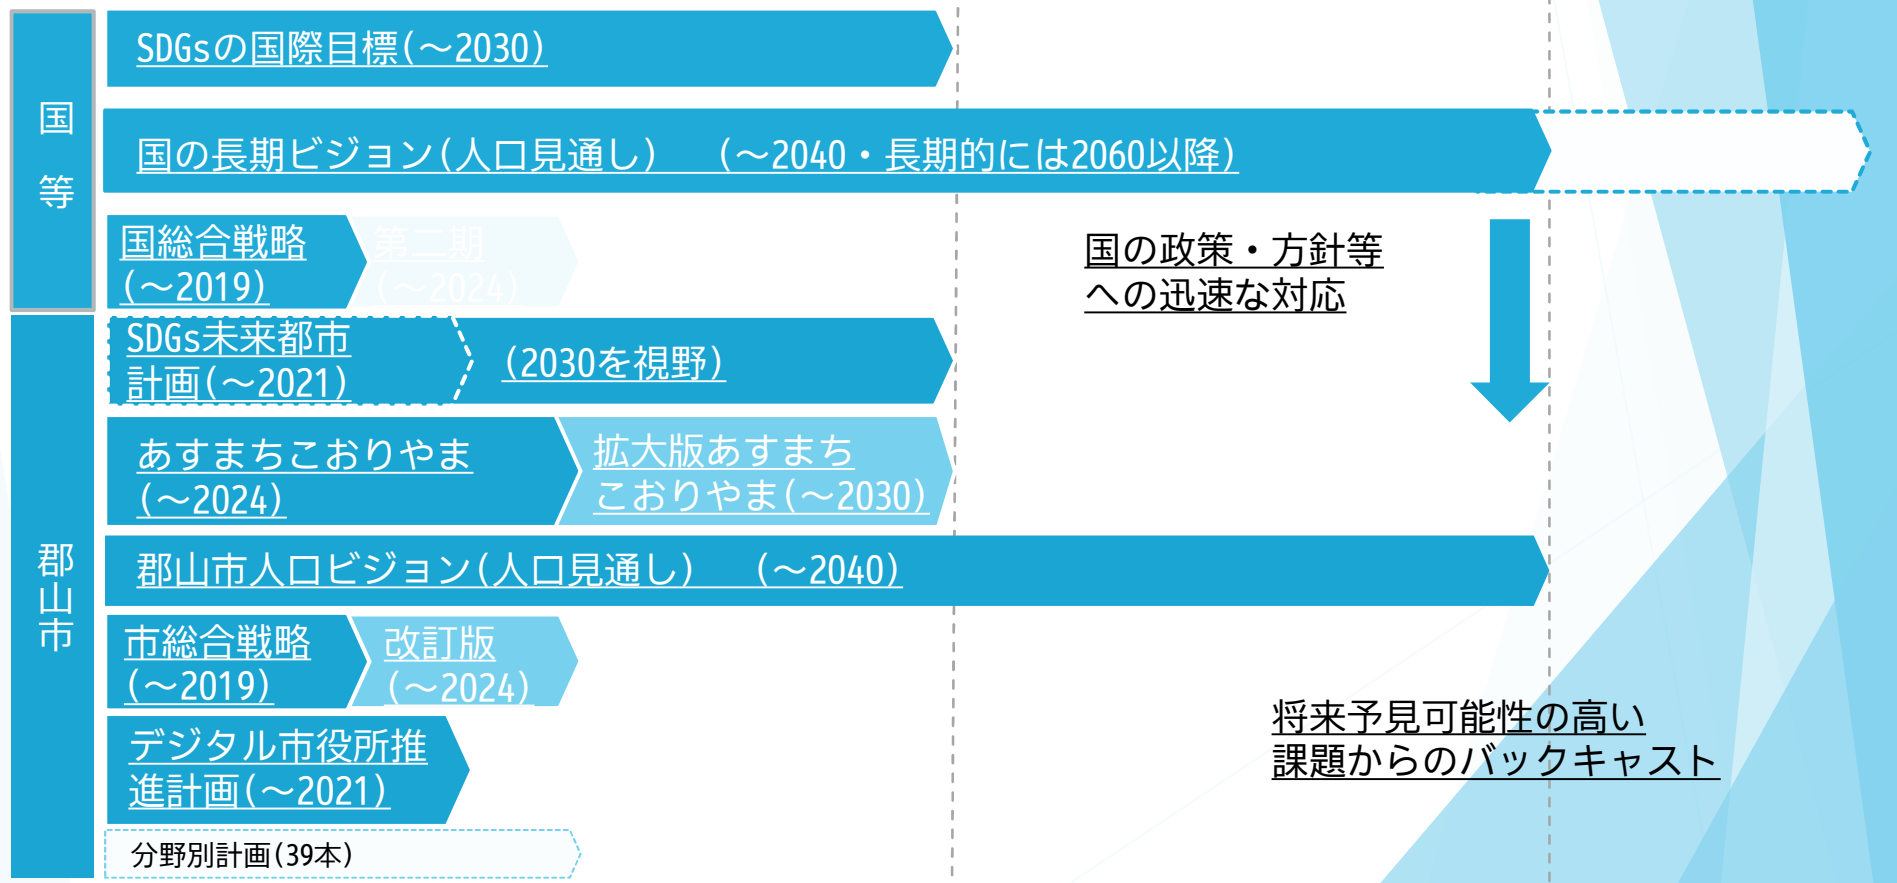 国 等
SDGsの国際目標(～2030)
国の長期ビジョン(人口見通し) (～2040・長期的には2060以降)
国総合戦略
(～2019)
第二期
(～2024)
国の政策・方針等
への迅速な対応
郡山市
SDGs未来都市
計画(～2021)
(2030を視野)
あすまちこおりやま
(～2024)
拡大版あすまち
こおりやま(～2030)
郡山市人口ビジョン(人口見通し) (～2040)
市総合戦略
(～2019)
改訂版
(～2024)
将来予見可能性の高い
課題からのバックキャスト
デジタル市役所推
進計画(～2021)
分野別計画(39本)